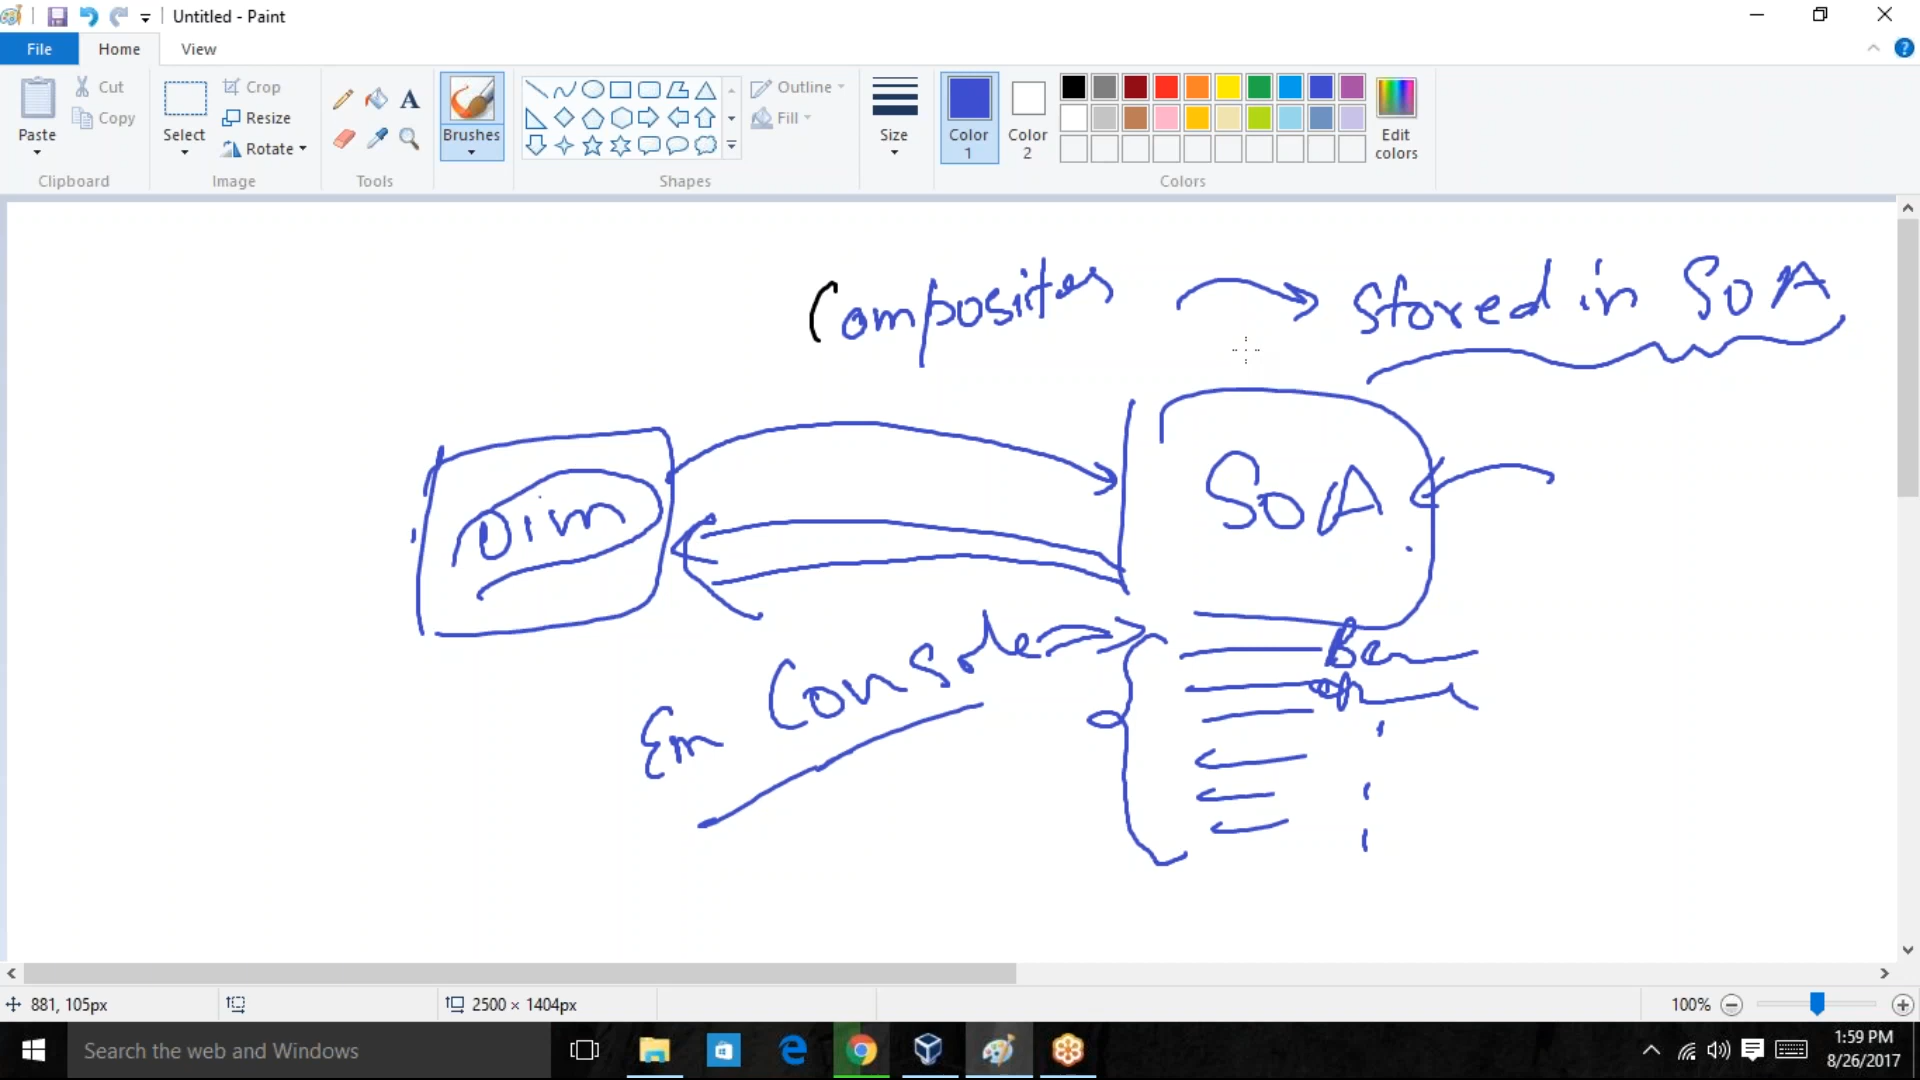 Untitled - Paint
File Home View
Paste
Cut
Copy
Clipboard
Select
Crop
Resize
Rotate
Image
Tools
Brushes
Shapes
Outline
Fill
Size
Color 1
Color 2
Edit colors
Colors
Composites → stored in SOA
OIM
SOA
Em Console
881, 105px
2500 × 1404px
100%
Search the web and Windows
1:59 PM
8/26/2017